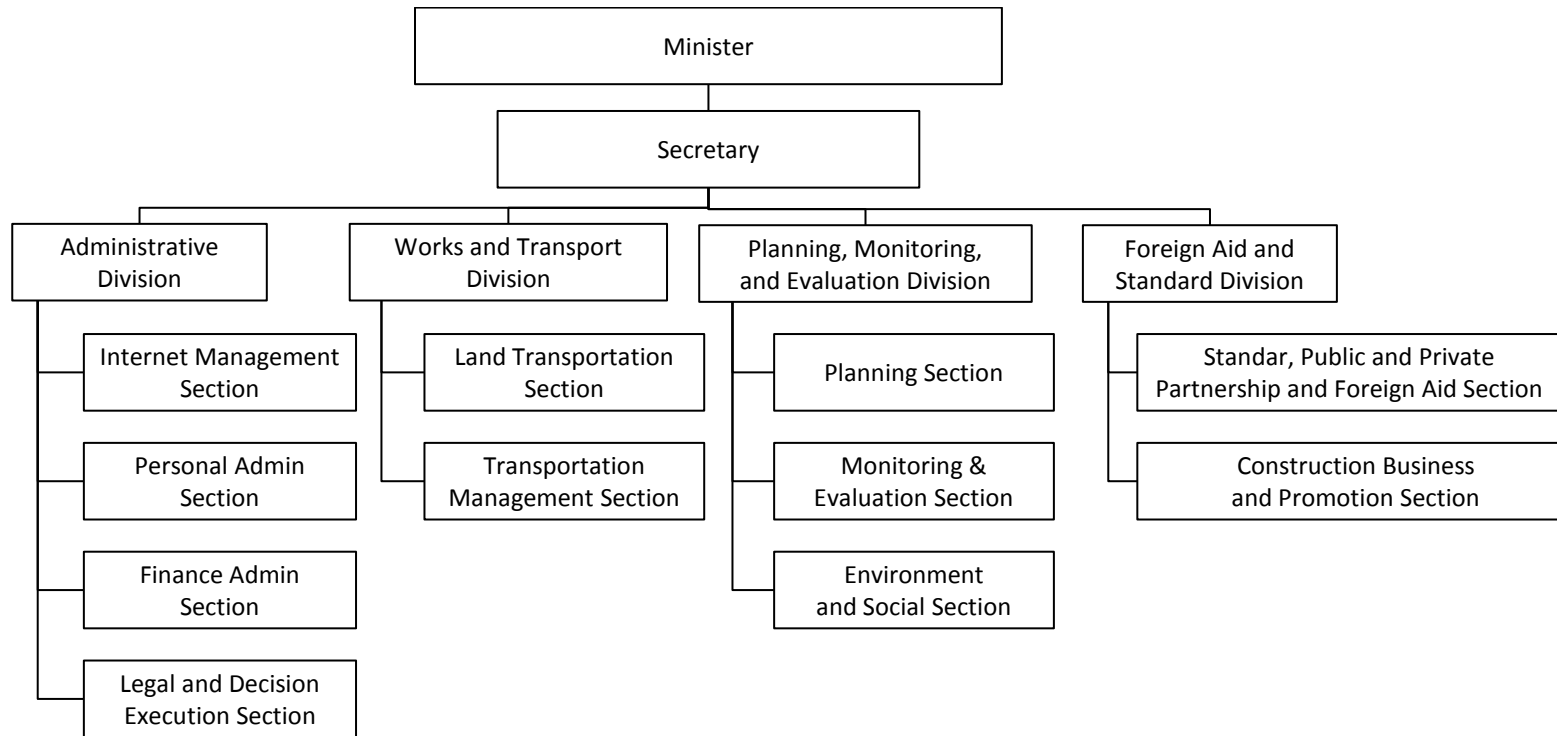 Minister
Secretary
Administrative
Division
Works and Transport
Division
Planning, Monitoring,
and Evaluation Division
Foreign Aid and
Standard Division
Internet Management
Section
Land Transportation
Section
Planning Section
Standar, Public and Private
Partnership and Foreign Aid Section
Personal Admin
Section
Transportation
Management Section
Monitoring &
Evaluation Section
Construction Business
and Promotion Section
Finance Admin
Section
Environment
and Social Section
Legal and Decision
Execution Section